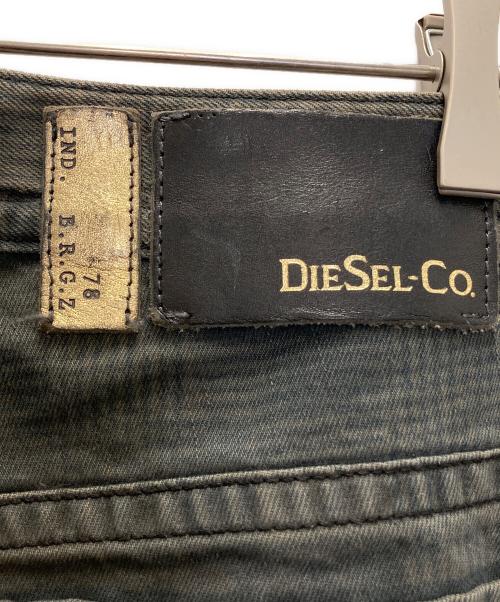 IND. B.R.G.Z
78
DIESEL-CO.